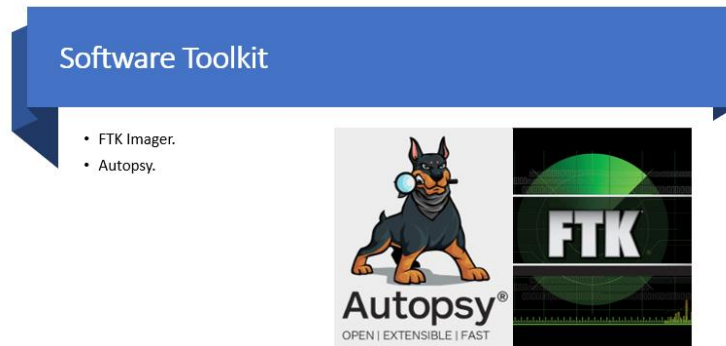 Software Toolkit
• FTK Imager.
• Autopsy.
FTK
Autopsy®
OPEN | EXTENSIBLE | FAST